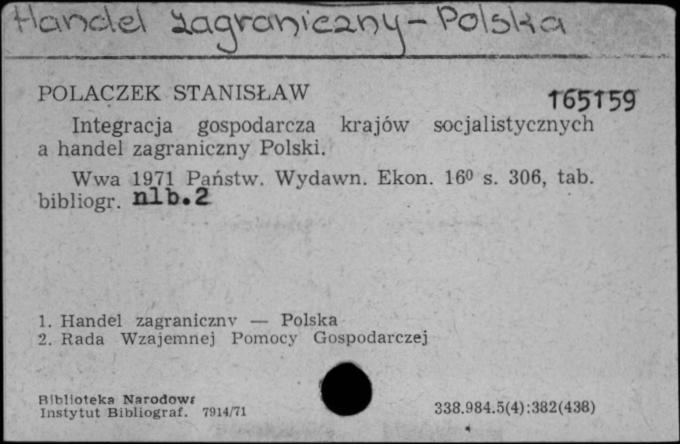 Handel zagraniczny - Polska
POLACZEK STANISŁAW 165159
Integracja gospodarcza krajów socjalistycznych
a handel zagraniczny Polski.
Wwa 1971 Państw. Wydawn. Ekon. 16⁰ s. 306, tab.
bibliogr. nlb.2
1. Handel zagraniczny — Polska
2. Rada Wzajemnej Pomocy Gospodarczej
Biblioteka Narodowa
Instytut Bibliograf. 7914/71 338.984.5(4):382(438)